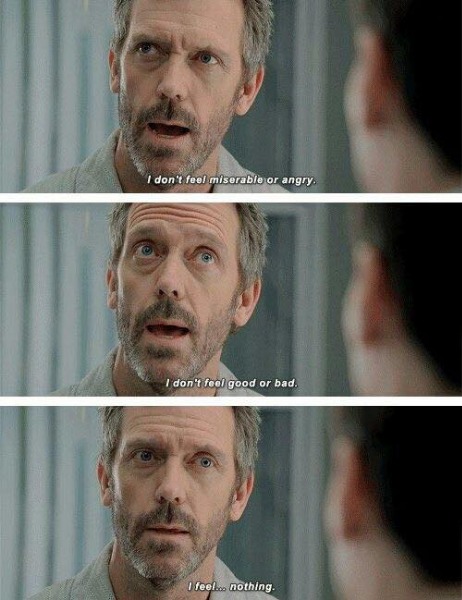 I don't feel miserable or angry.
I don't feel good or bad.
I feel... nothing.